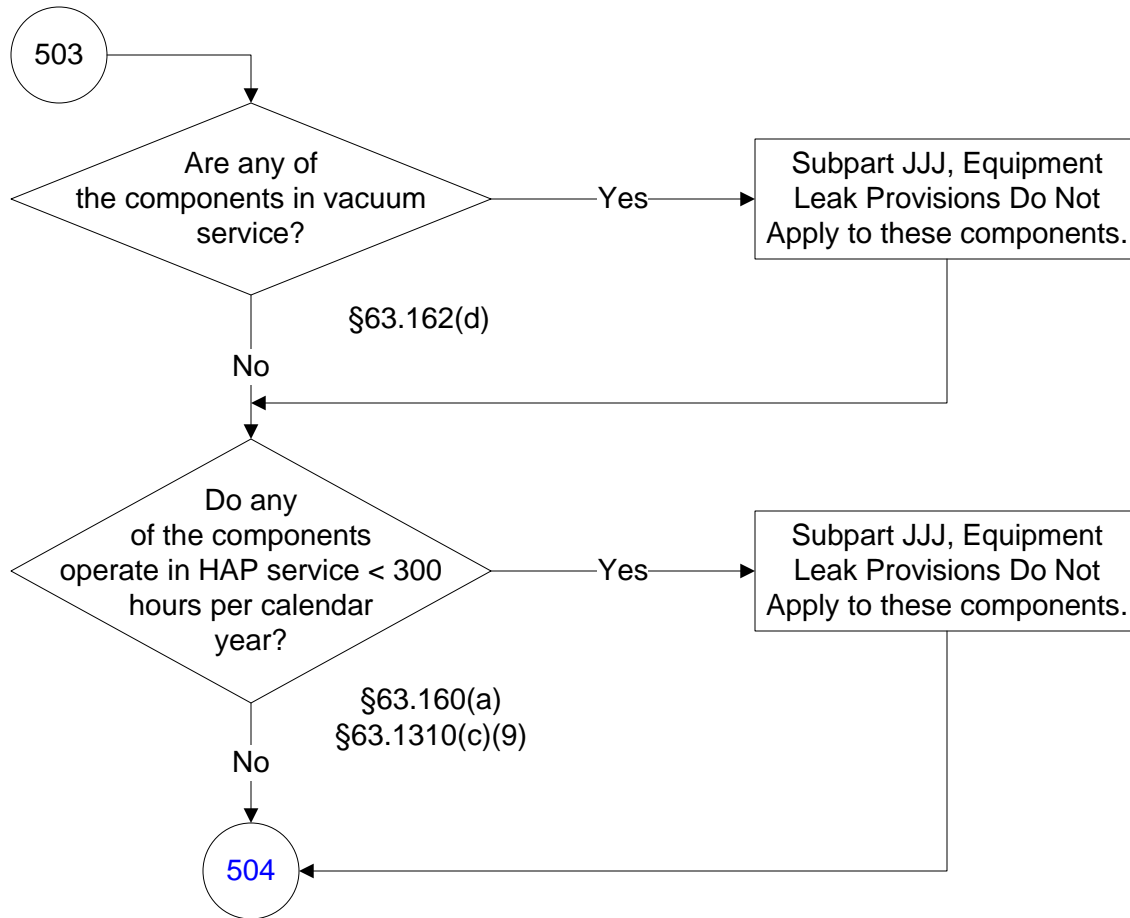 503
Are any of
the components in vacuum
service?
Yes
Subpart JJJ, Equipment
Leak Provisions Do Not
Apply to these components.
§63.162(d)
No
Do any
of the components
operate in HAP service < 300
hours per calendar
year?
Yes
Subpart JJJ, Equipment
Leak Provisions Do Not
Apply to these components.
§63.160(a)
§63.1310(c)(9)
No
504